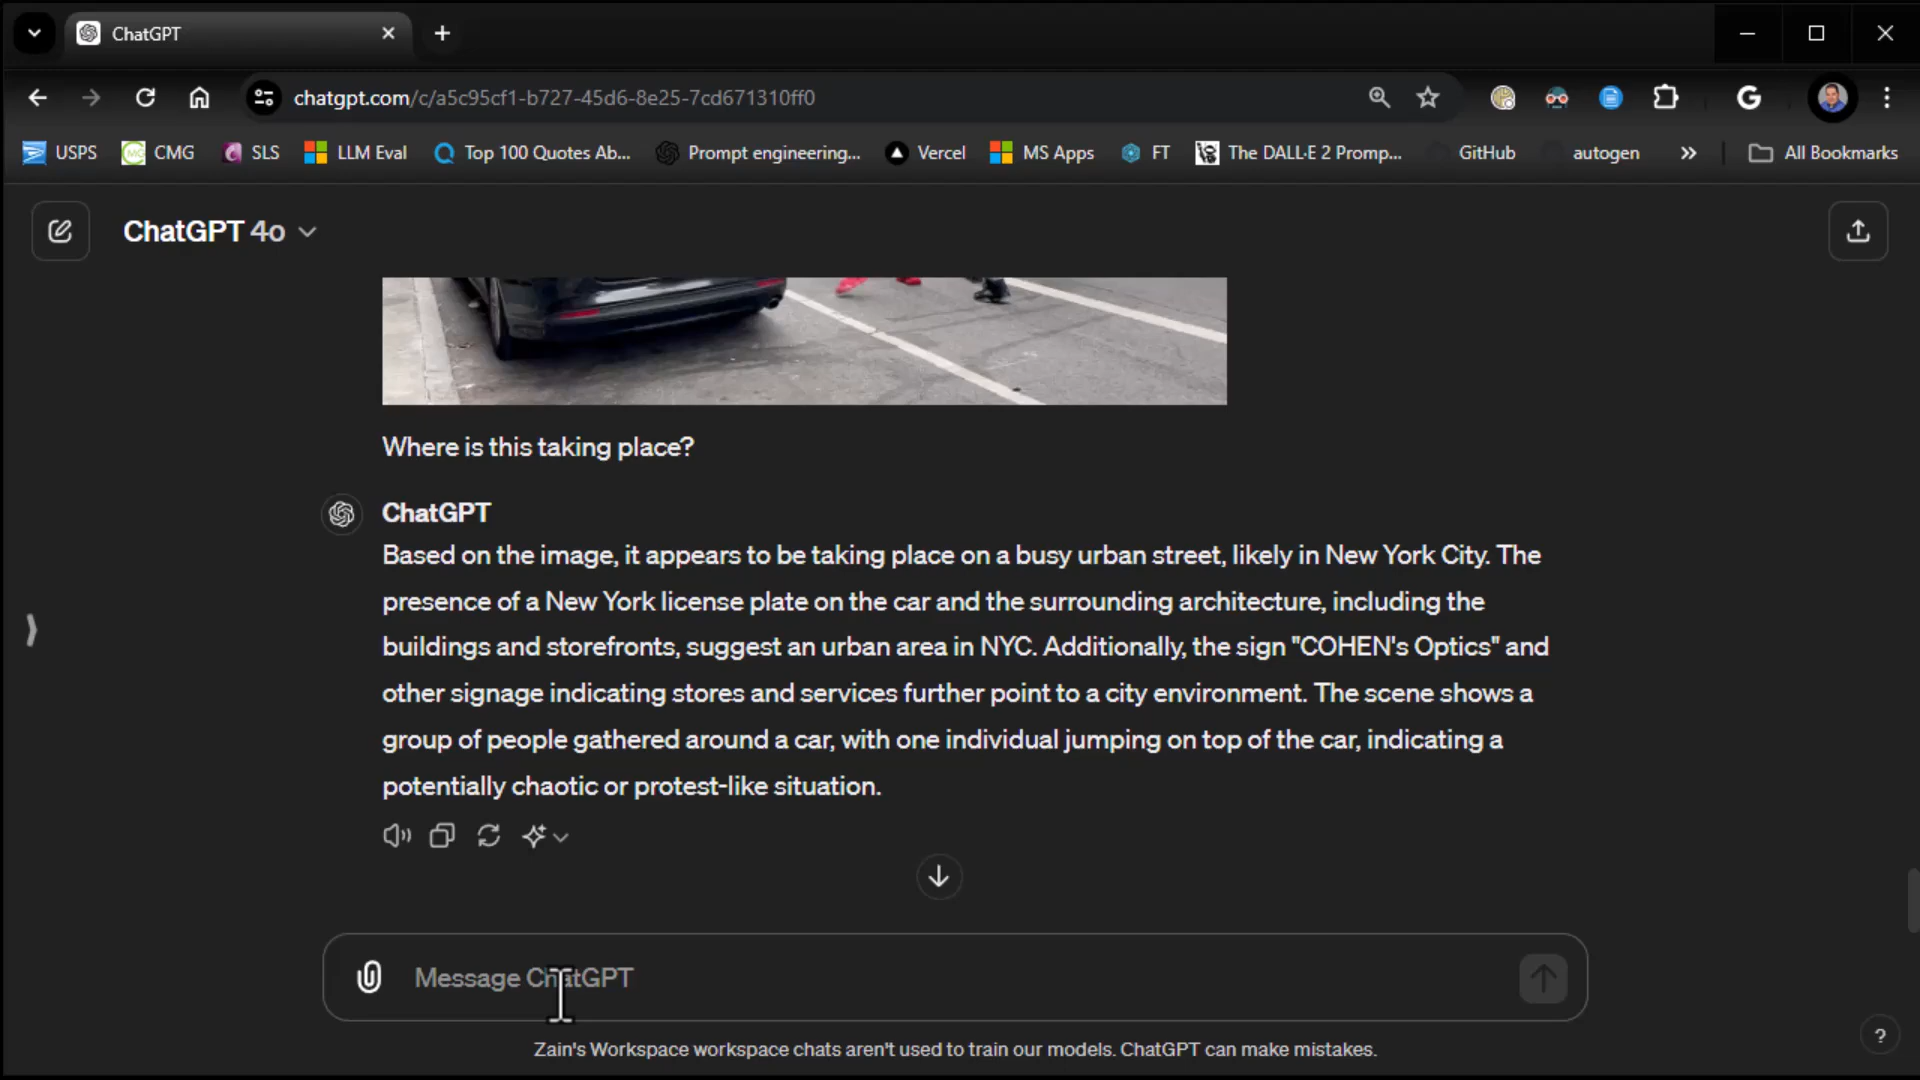 ChatGPT
chatgpt.com/c/a5c95cf1-b727-45d6-8e25-7cd671310ff0
USPS CMG SLS LLM Eval Top 100 Quotes Ab... Prompt engineering... Vercel MS Apps FT The DALL·E 2 Promp... GitHub autogen » All Bookmarks
ChatGPT 4o
Where is this taking place?
ChatGPT
Based on the image, it appears to be taking place on a busy urban street, likely in New York City. The
presence of a New York license plate on the car and the surrounding architecture, including the
buildings and storefronts, suggest an urban area in NYC. Additionally, the sign "COHEN's Optics" and
other signage indicating stores and services further point to a city environment. The scene shows a
group of people gathered around a car, with one individual jumping on top of the car, indicating a
potentially chaotic or protest-like situation.
Message ChatGPT
Zain's Workspace workspace chats aren't used to train our models. ChatGPT can make mistakes.
?